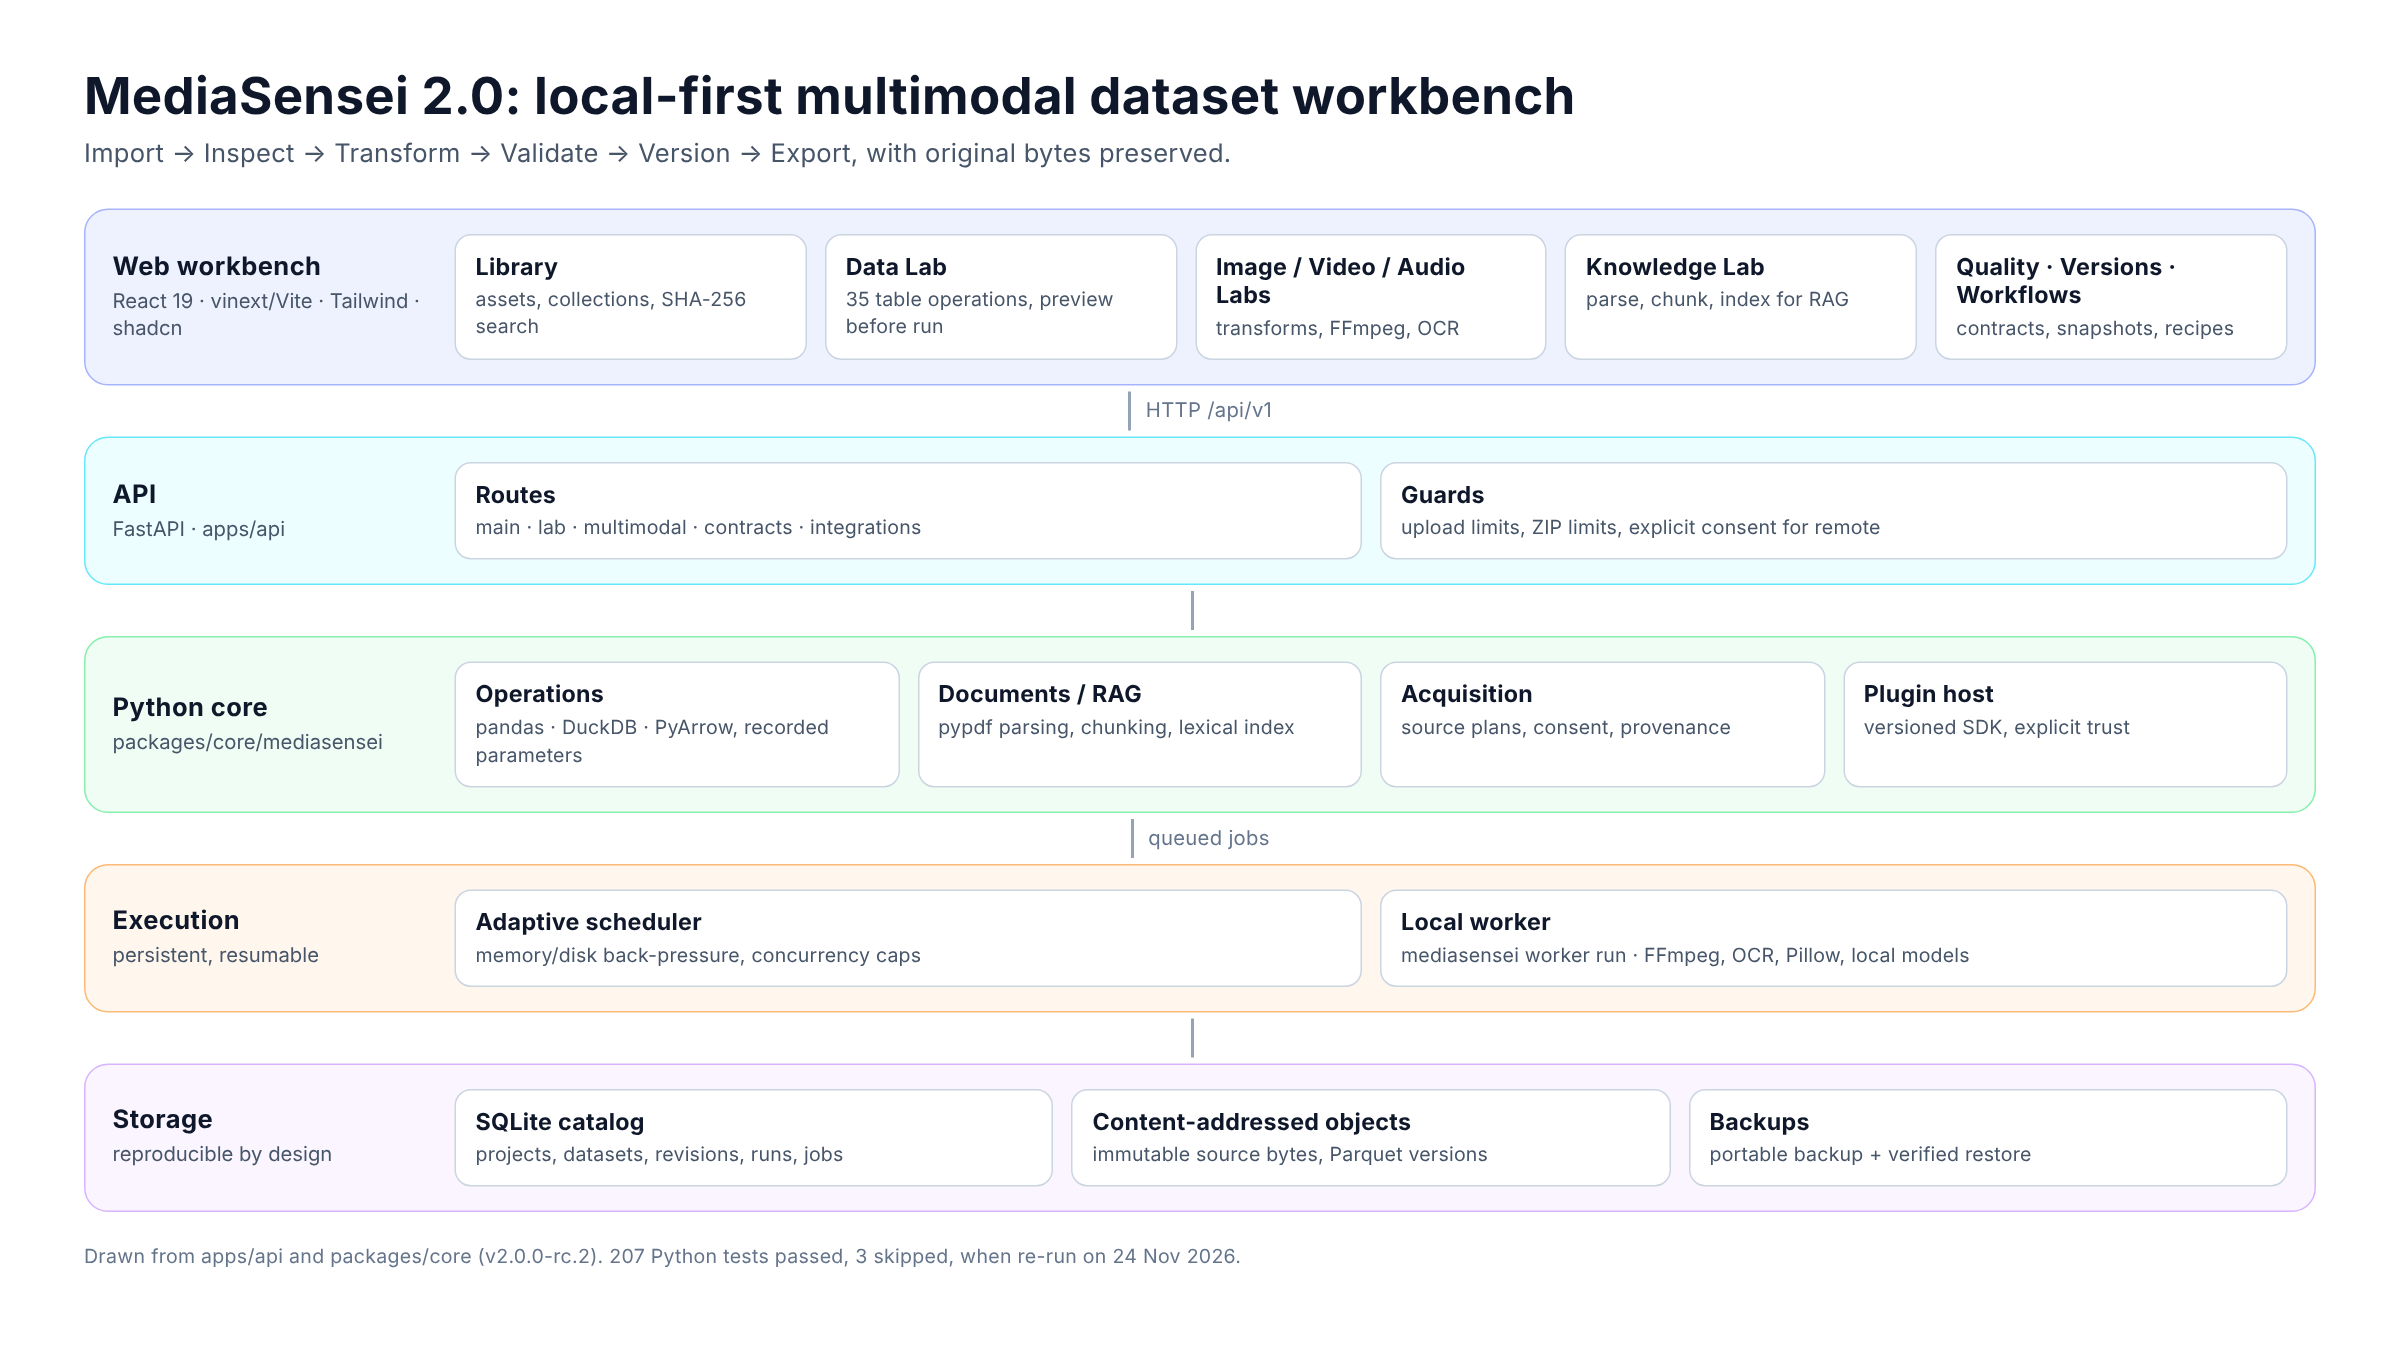 MediaSensei 2.0: local-first multimodal dataset workbench
Import → Inspect → Transform → Validate → Version → Export, with original bytes preserved.
Web workbench
React 19 · vinext/Vite · Tailwind ·
shadcn
Library
assets, collections, SHA-256
search
Data Lab
35 table operations, preview
before run
Image / Video / Audio
Labs
transforms, FFmpeg, OCR
Knowledge Lab
parse, chunk, index for RAG
Quality · Versions ·
Workflows
contracts, snapshots, recipes
HTTP /api/v1
API
FastAPI · apps/api
Routes
main · lab · multimodal · contracts · integrations
Guards
upload limits, ZIP limits, explicit consent for remote
Python core
packages/core/mediasensei
Operations
pandas · DuckDB · PyArrow, recorded
parameters
Documents / RAG
pypdf parsing, chunking, lexical index
Acquisition
source plans, consent, provenance
Plugin host
versioned SDK, explicit trust
queued jobs
Execution
persistent, resumable
Adaptive scheduler
memory/disk back-pressure, concurrency caps
Local worker
mediasensei worker run · FFmpeg, OCR, Pillow, local models
Storage
reproducible by design
SQLite catalog
projects, datasets, revisions, runs, jobs
Content-addressed objects
immutable source bytes, Parquet versions
Backups
portable backup + verified restore
Drawn from apps/api and packages/core (v2.0.0-rc.2). 207 Python tests passed, 3 skipped, when re-run on 24 Nov 2026.